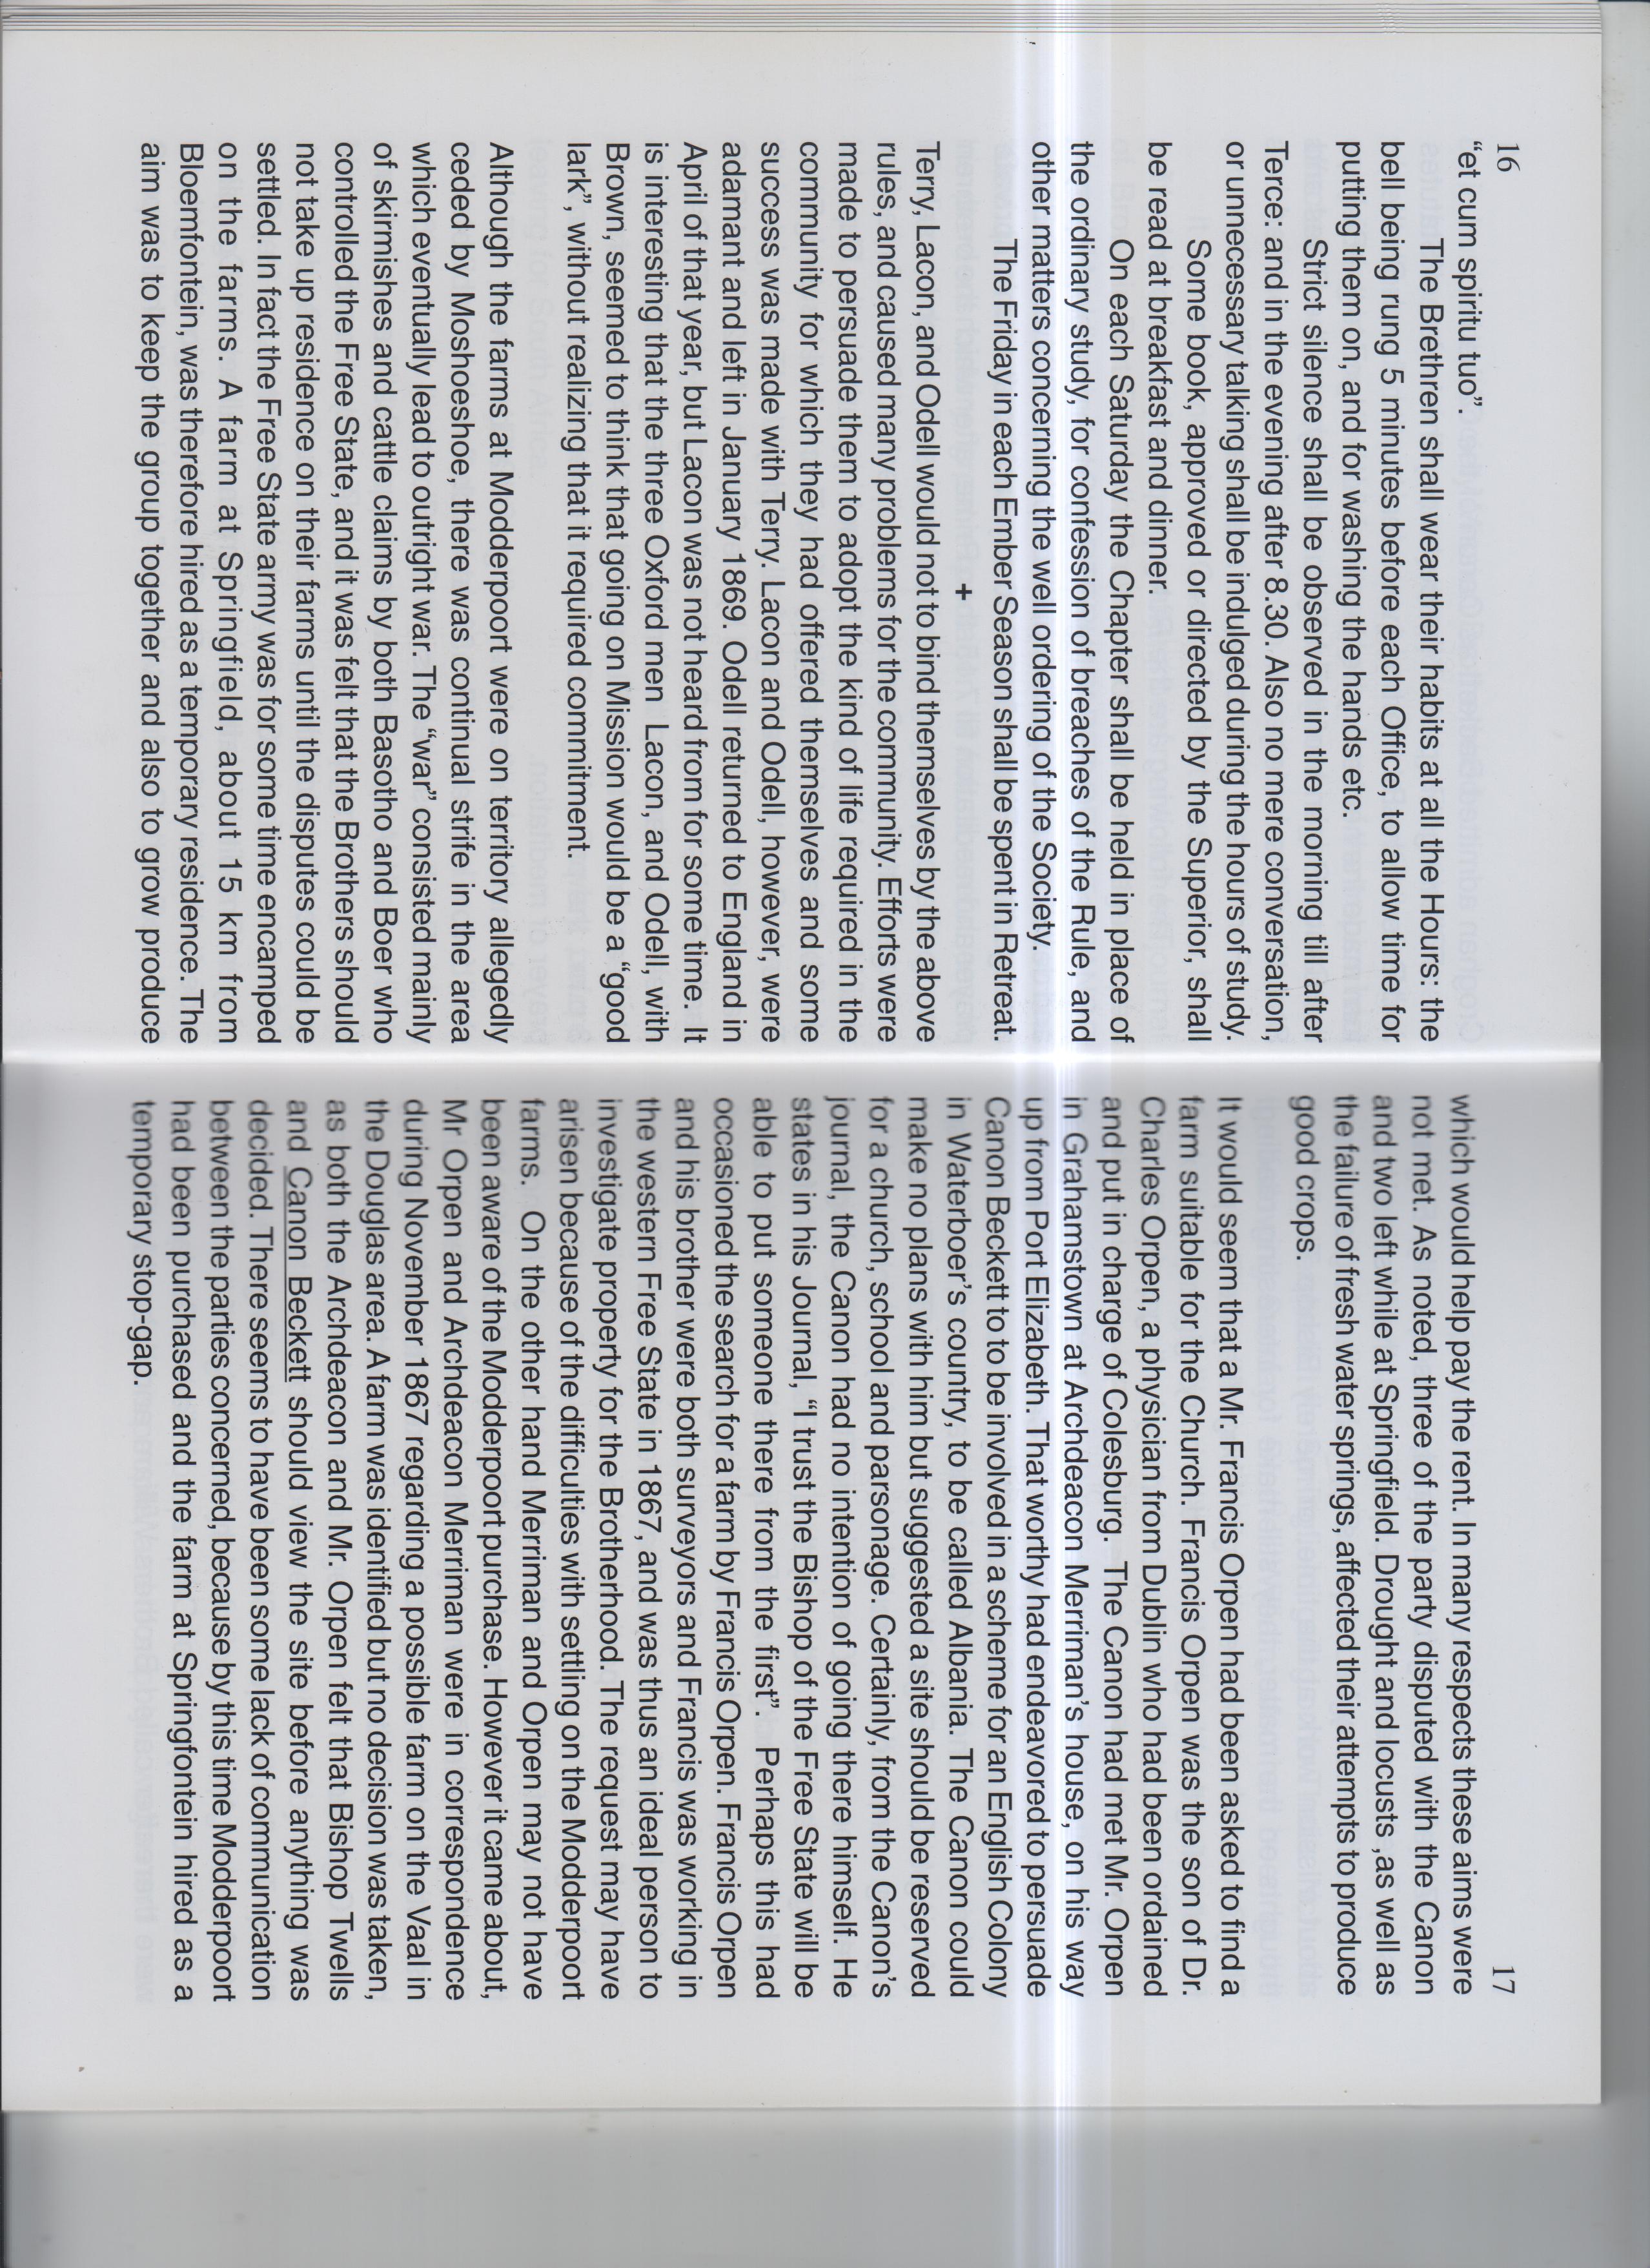 16
“et cum spiritu tuo”.
The Brethren shall wear their habits at all the Hours: the
bell being rung 5 minutes before each Office, to allow time for
putting them on, and for washing the hands etc.
Strict silence shall be observed in the morning till after
Terce: and in the evening after 8.30. Also no mere conversation,
or unnecessary talking shall be indulged during the hours of study.
Some book, approved or directed by the Superior, shall
be read at breakfast and dinner.
On each Saturday the Chapter shall be held in place of
the ordinary study, for confession of breaches of the Rule, and
other matters concerning the well ordering of the Society.
The Friday in each Ember Season shall be spent in Retreat.
+
Terry, Lacon, and Odell would not to bind themselves by the above
rules, and caused many problems for the community. Efforts were
made to persuade them to adopt the kind of life required in the
community for which they had offered themselves and some
success was made with Terry. Lacon and Odell, however, were
adamant and left in January 1869. Odell returned to England in
April of that year, but Lacon was not heard from for some time. It
is interesting that the three Oxford men Lacon, and Odell, with
Brown, seemed to think that going on Mission would be a “good
lark”, without realizing that it required commitment.
Although the farms at Modderpoort were on territory allegedly
ceded by Moshoeshoe, there was continual strife in the area
which eventually lead to outright war. The “war” consisted mainly
of skirmishes and cattle claims by both Basotho and Boer who
controlled the Free State, and it was felt that the Brothers should
not take up residence on their farms until the disputes could be
settled. In fact the Free State army was for some time encamped
on the farms. A farm at Springfield, about 15 km from
Bloemfontein, was therefore hired as a temporary residence. The
aim was to keep the group together and also to grow produce
17
which would help pay the rent. In many respects these aims were
not met. As noted, three of the party disputed with the Canon
and two left while at Springfield. Drought and locusts ,as well as
the failure of fresh water springs, affected their attempts to produce
good crops.
It would seem that a Mr. Francis Orpen had been asked to find a
farm suitable for the Church. Francis Orpen was the son of Dr.
Charles Orpen, a physician from Dublin who had been ordained
and put in charge of Colesburg. The Canon had met Mr. Orpen
in Grahamstown at Archdeacon Merriman’s house, on his way
up from Port Elizabeth. That worthy had endeavored to persuade
Canon Beckett to to be involved in a scheme for an English Colony
in Waterboer’s country, to be called Albania. The Canon could
make no plans with him but suggested a site should be reserved
for a church, school and parsonage. Certainly, from the Canon’s
journal, the Canon had no intention of going there himself. He
states in his Journal, “I trust the Bishop of the Free State will be
able to put someone there from the first”. Perhaps this had
occasioned the search for a farm by Francis Orpen. Francis Orpen
and his brother were both surveyors and Francis was working in
the western Free State in 1867, and was thus an ideal person to
investigate property for the Brotherhood. The request may have
arisen because of the difficulties with settling on the Modderport
farms. On the other hand Merriman and Orpen may not have
been aware of the Modderpoort purchase. However it came about,
Mr Orpen and Archdeacon Merriman were in correspondence
during November 1867 regarding a possible farm on the Vaal in
the Douglas area. A farm was identified but no decision was taken,
as both the Archdeacon and Mr. Orpen felt that Bishop Twells
and Canon Beckett should view the site before anything was
decided. There seems to have been some lack of communication
between the parties concerned, because by this time Modderport
had been purchased and the farm at Springfontein hired as a
temporary stop-gap.